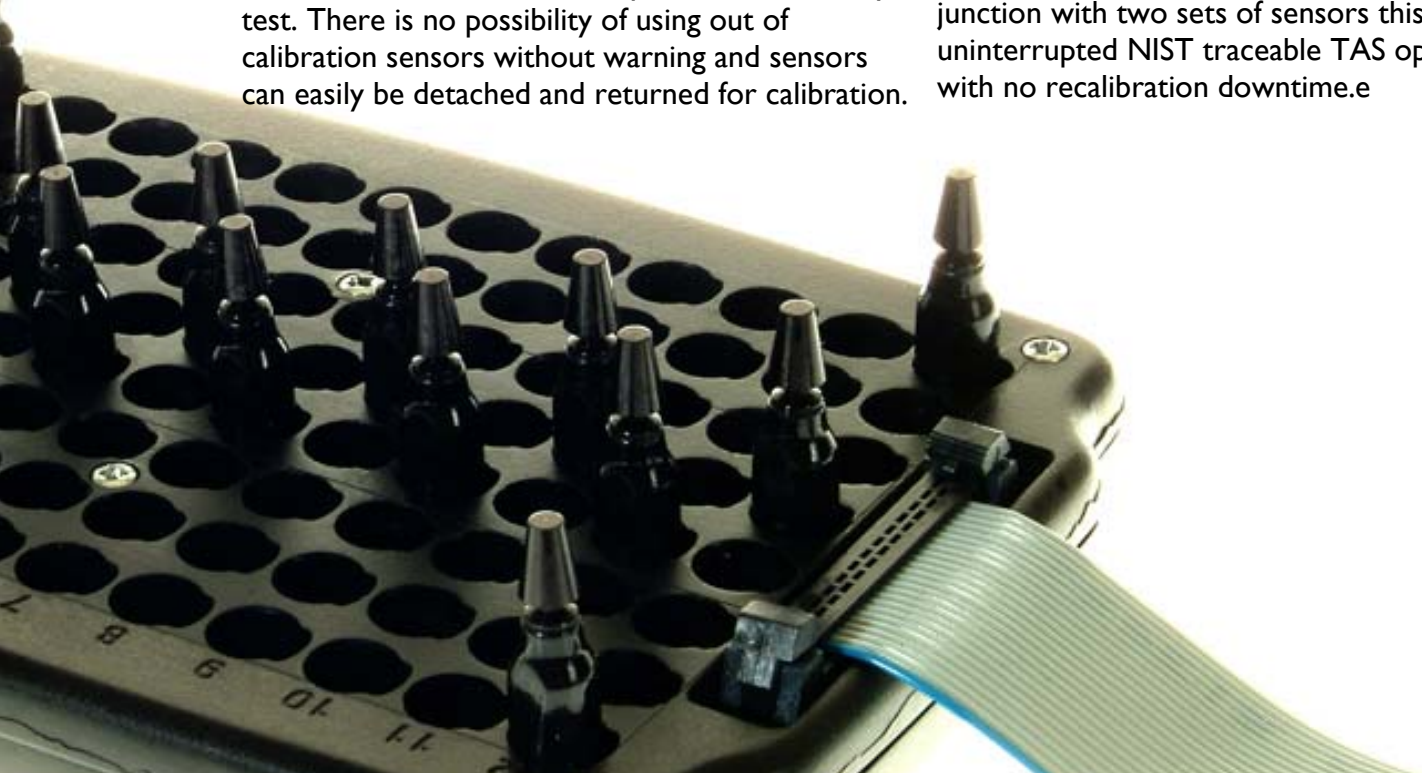 test. There is no possibility of using out of
calibration sensors without warning and sensors
can easily be detached and returned for calibration.
junction with two sets of sensors this
uninterrupted NIST traceable TAS op
with no recalibration downtime.e
7
8
9
10
11